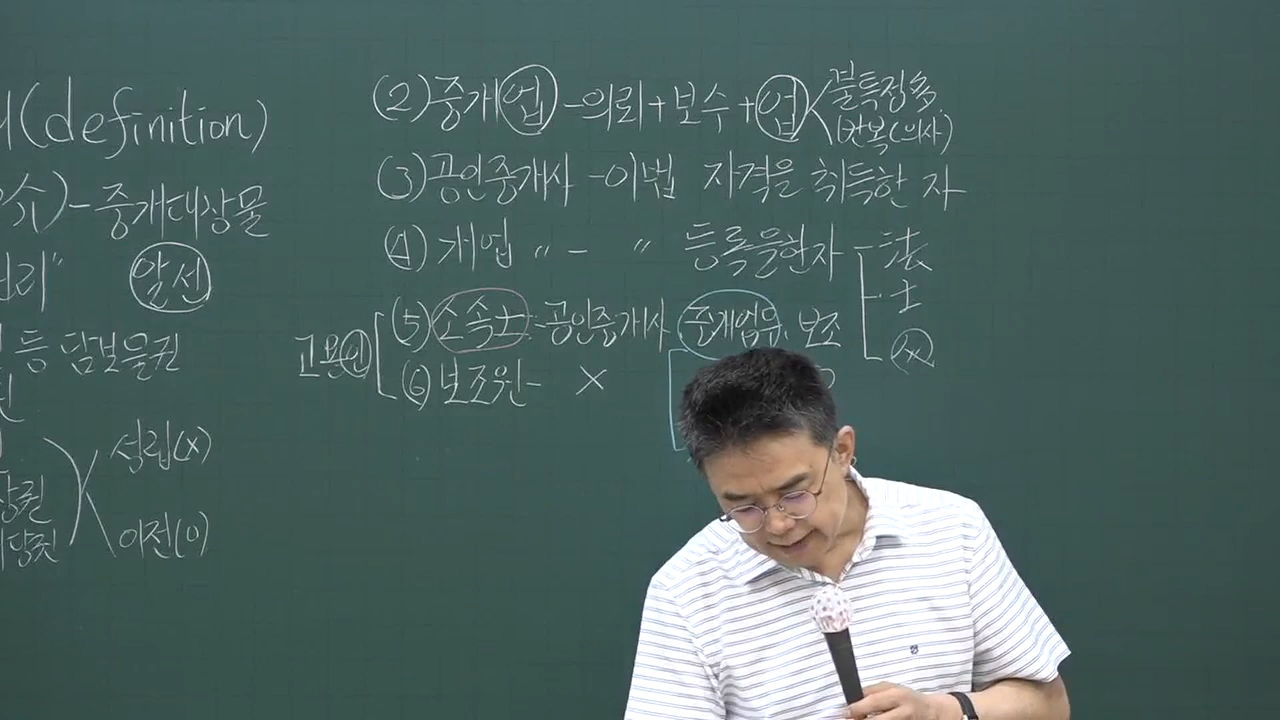 (definition)
-중개대상물
리" 알선
등 담보물권
성립(x)
이전(0)
(2) 중개업 -의뢰+보수+업< 불특정多
반복(의사)
(3) 공인중개사 -이법 자격을 취득한 자
(4) 개업 〃 - 〃 등록을한자 法
士
(x)
고용인
(5) 소속士-공인중개사 중개업무, 보조
(6) 보조원- X